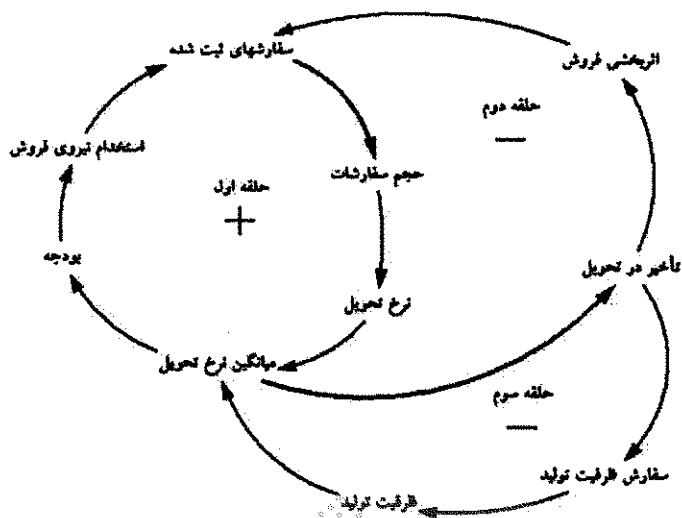 سفارشهای ثبت شده
اثربخشی فروش
حلقه دوم
−
استخدام نیروی فروش
حجم سفارشات
حلقه اول
+
بودجه
تأخیر در تحویل
نرخ تحویل
میانگین نرخ تحویل
حلقه سوم
−
سفارش ظرفیت تولید
ظرفیت تولید